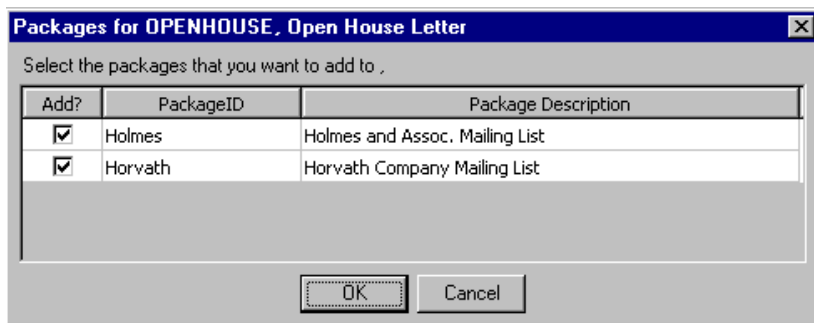 Packages for OPENHOUSE, Open House Letter
Select the packages that you want to add to ,
Add? PackageID Package Description
Holmes Holmes and Assoc. Mailing List
Horvath Horvath Company Mailing List
OK Cancel